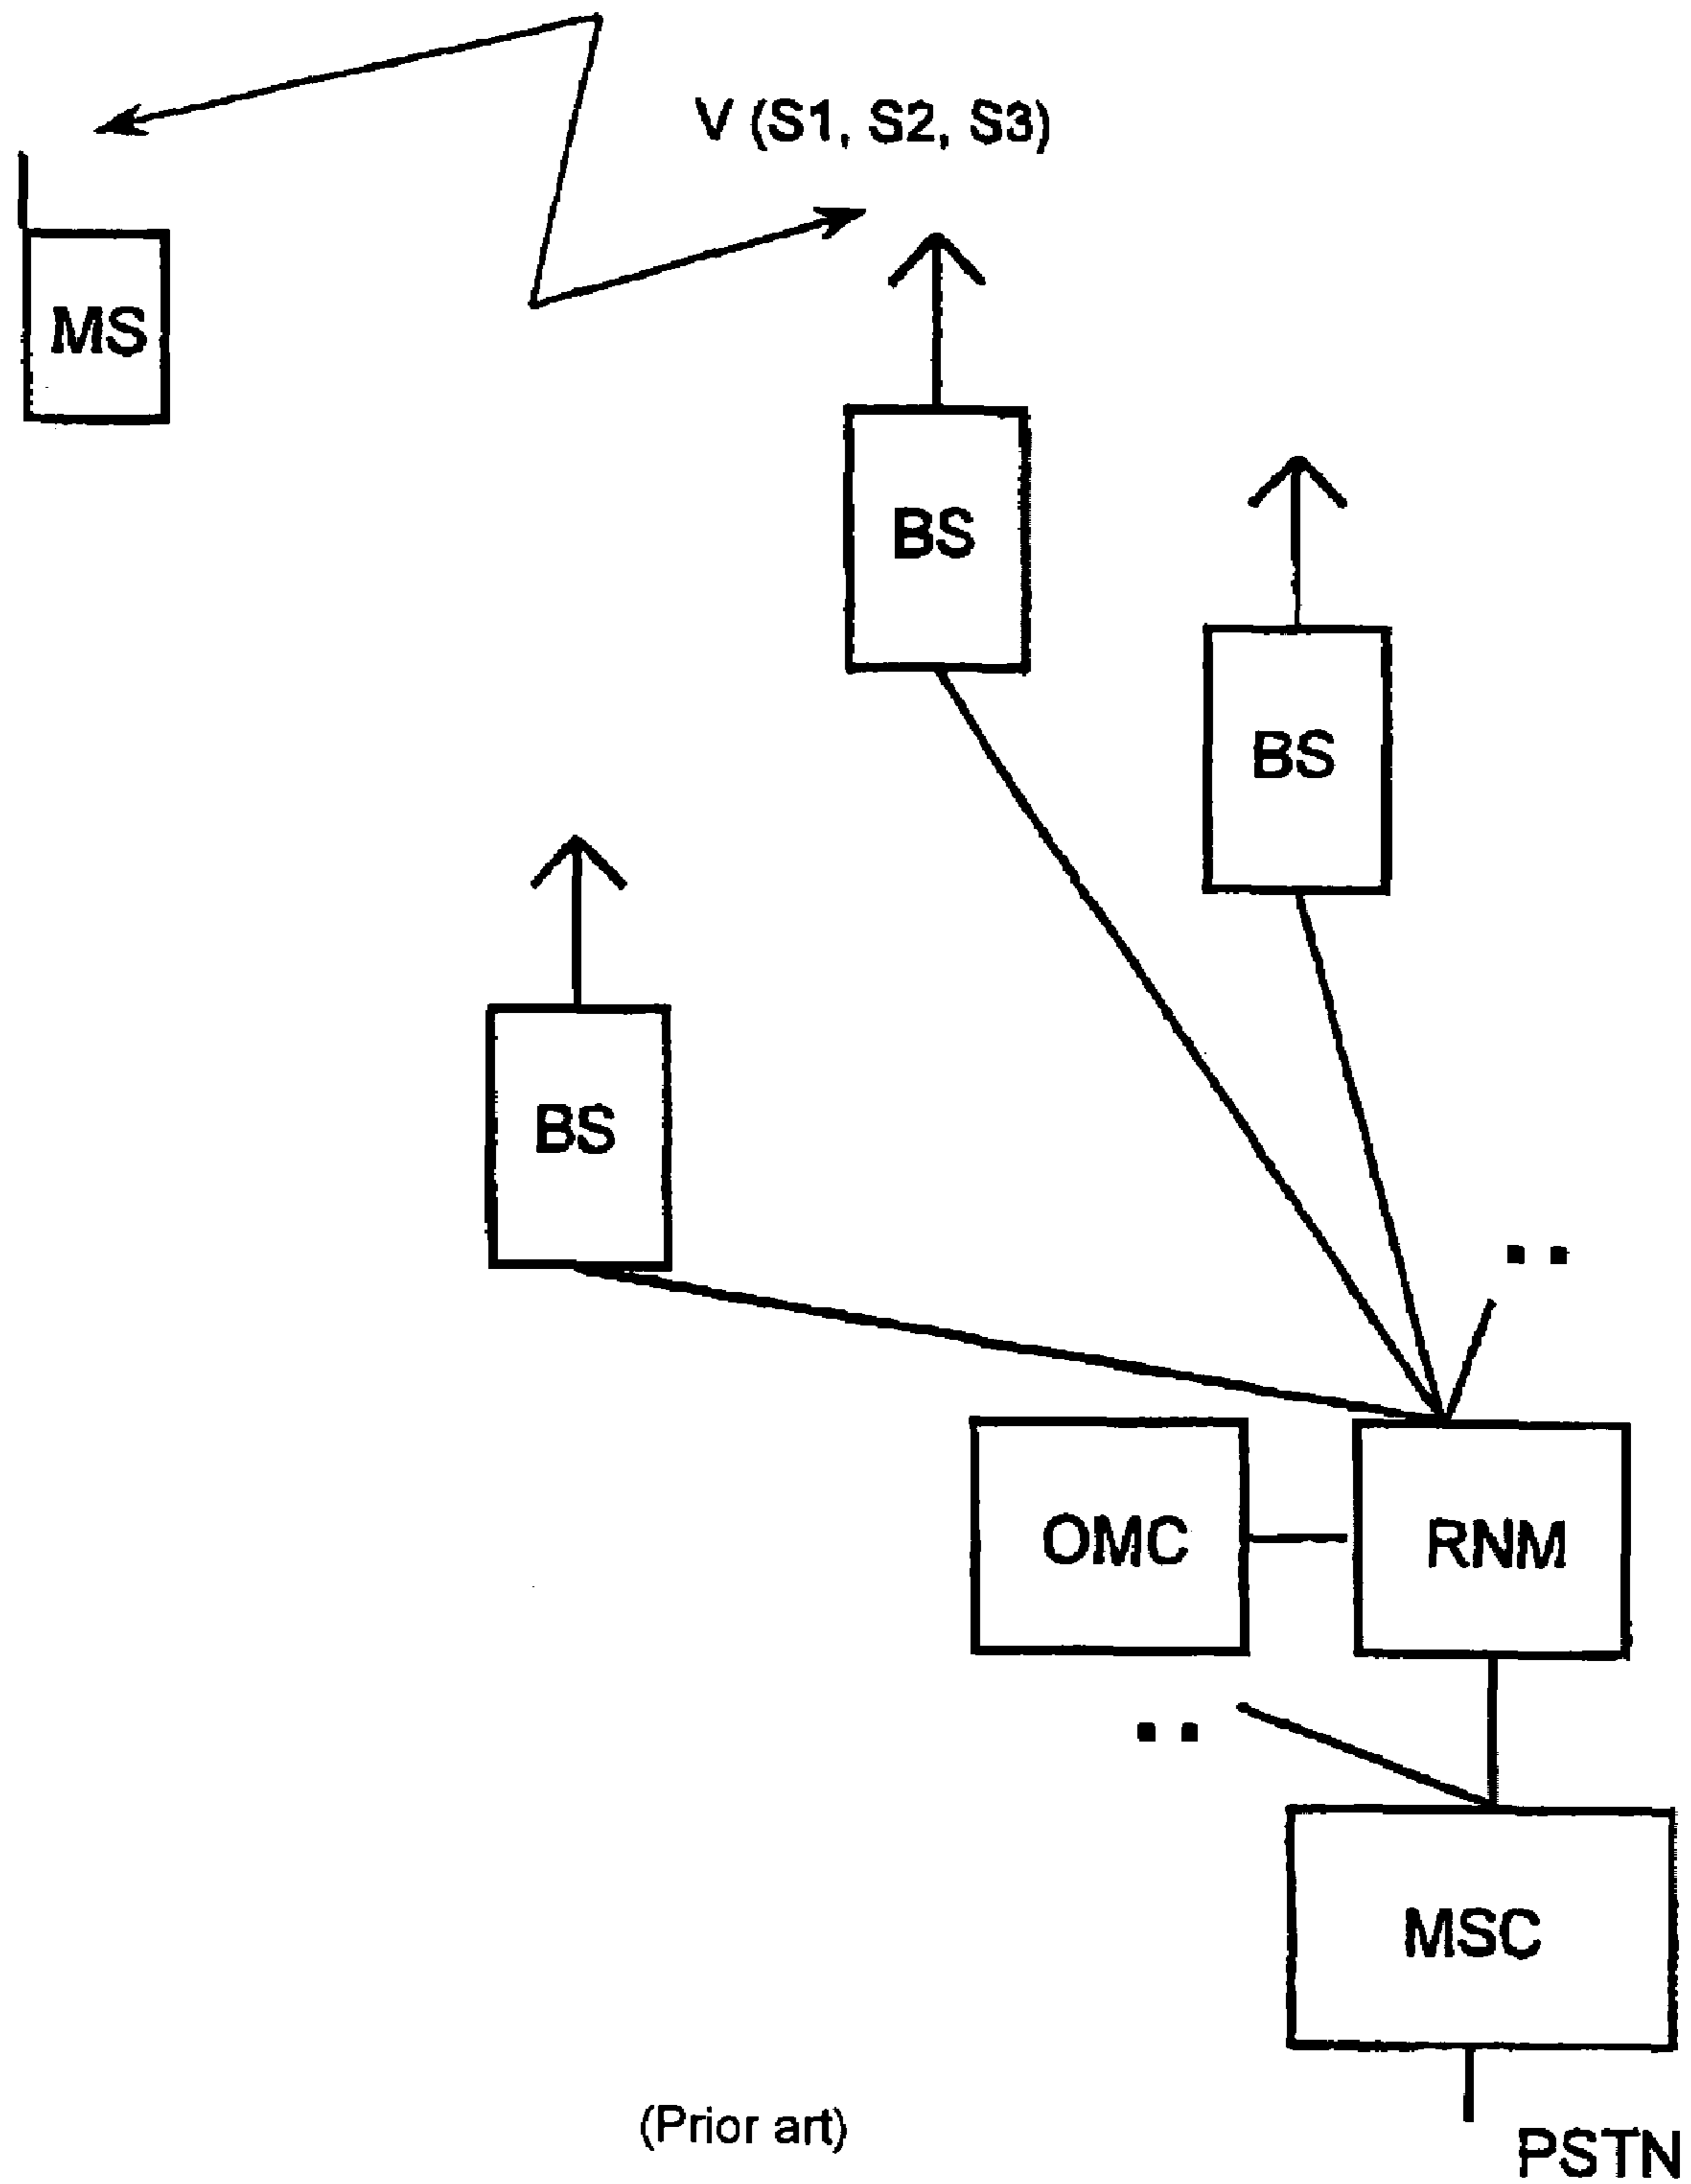 V (S1, S2, S3)
MS
BS
BS
BS
OMC
RNM
MSC
(Prior art)
PSTN